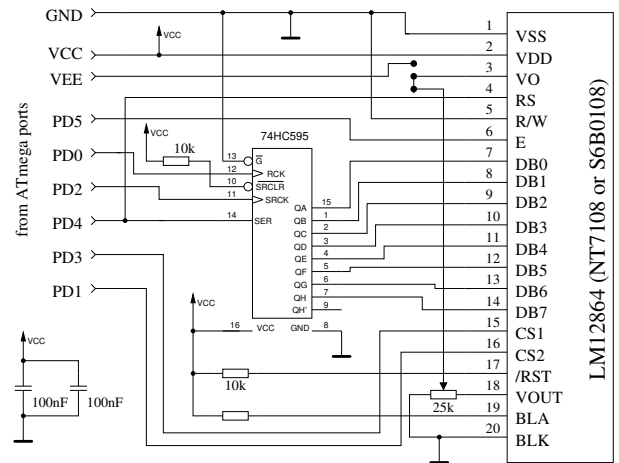 GND
VCC
VEE
PD5
PD0
PD2
PD4
PD3
PD1
from ATmega ports
VCC
VCC
10k
74HC595
13
12
10
11
14
G
RCK
SRCLR
SRCK
SER
QA
QB
QC
QD
QE
QF
QG
QH
QH'
15
1
2
3
4
5
6
7
9
16
VCC
GND
8
VCC
10k
VCC
100nF
100nF
25k
1 VSS
2 VDD
3 VO
4 RS
5 R/W
6 E
7 DB0
8 DB1
9 DB2
10 DB3
11 DB4
12 DB5
13 DB6
14 DB7
15 CS1
16 CS2
17 /RST
18 VOUT
19 BLA
20 BLK
LM12864 (NT7108 or S6B0108)